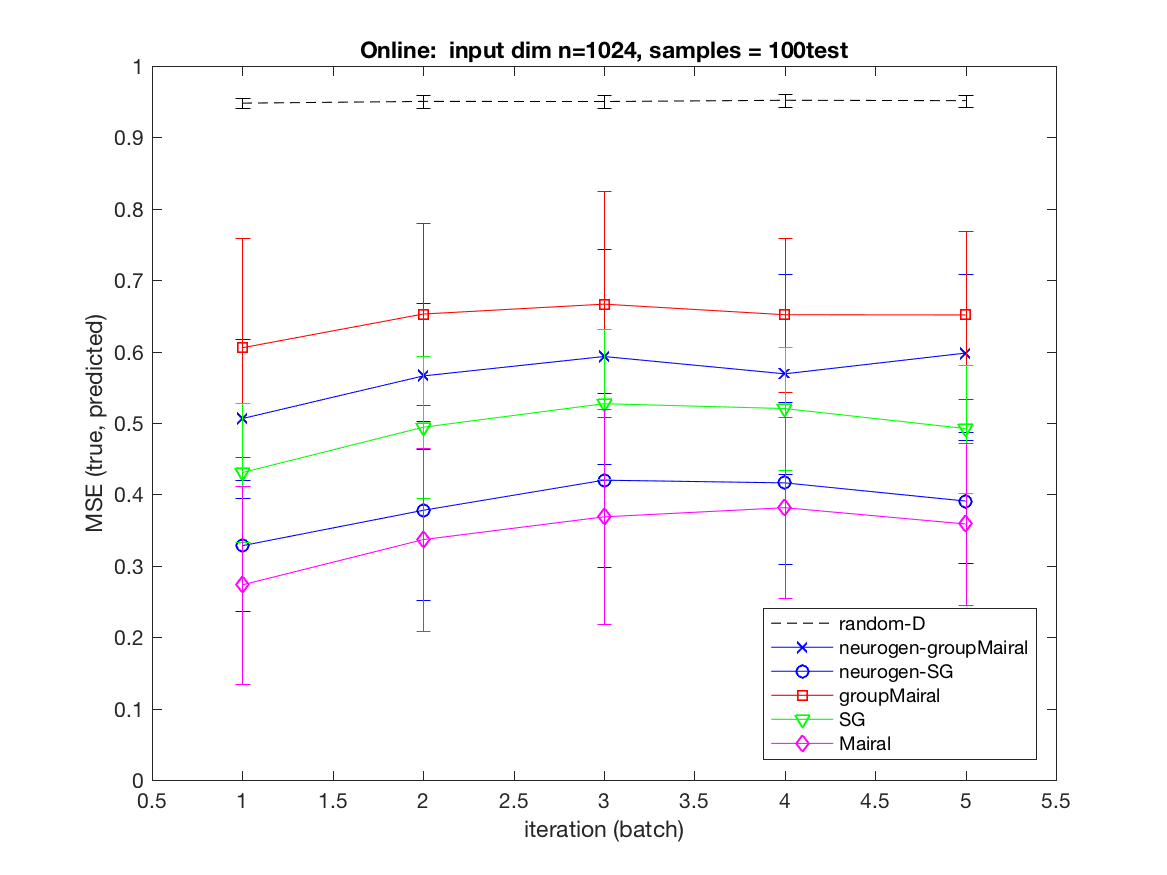 Online:  input dim n=1024, samples = 100test
MSE (true, predicted)
1
0.9
0.8
0.7
0.6
0.5
0.4
0.3
0.2
0.1
0
0.5
1
1.5
2
2.5
3
3.5
4
4.5
5
5.5
iteration (batch)
random-D
neurogen-groupMairal
neurogen-SG
groupMairal
SG
Mairal